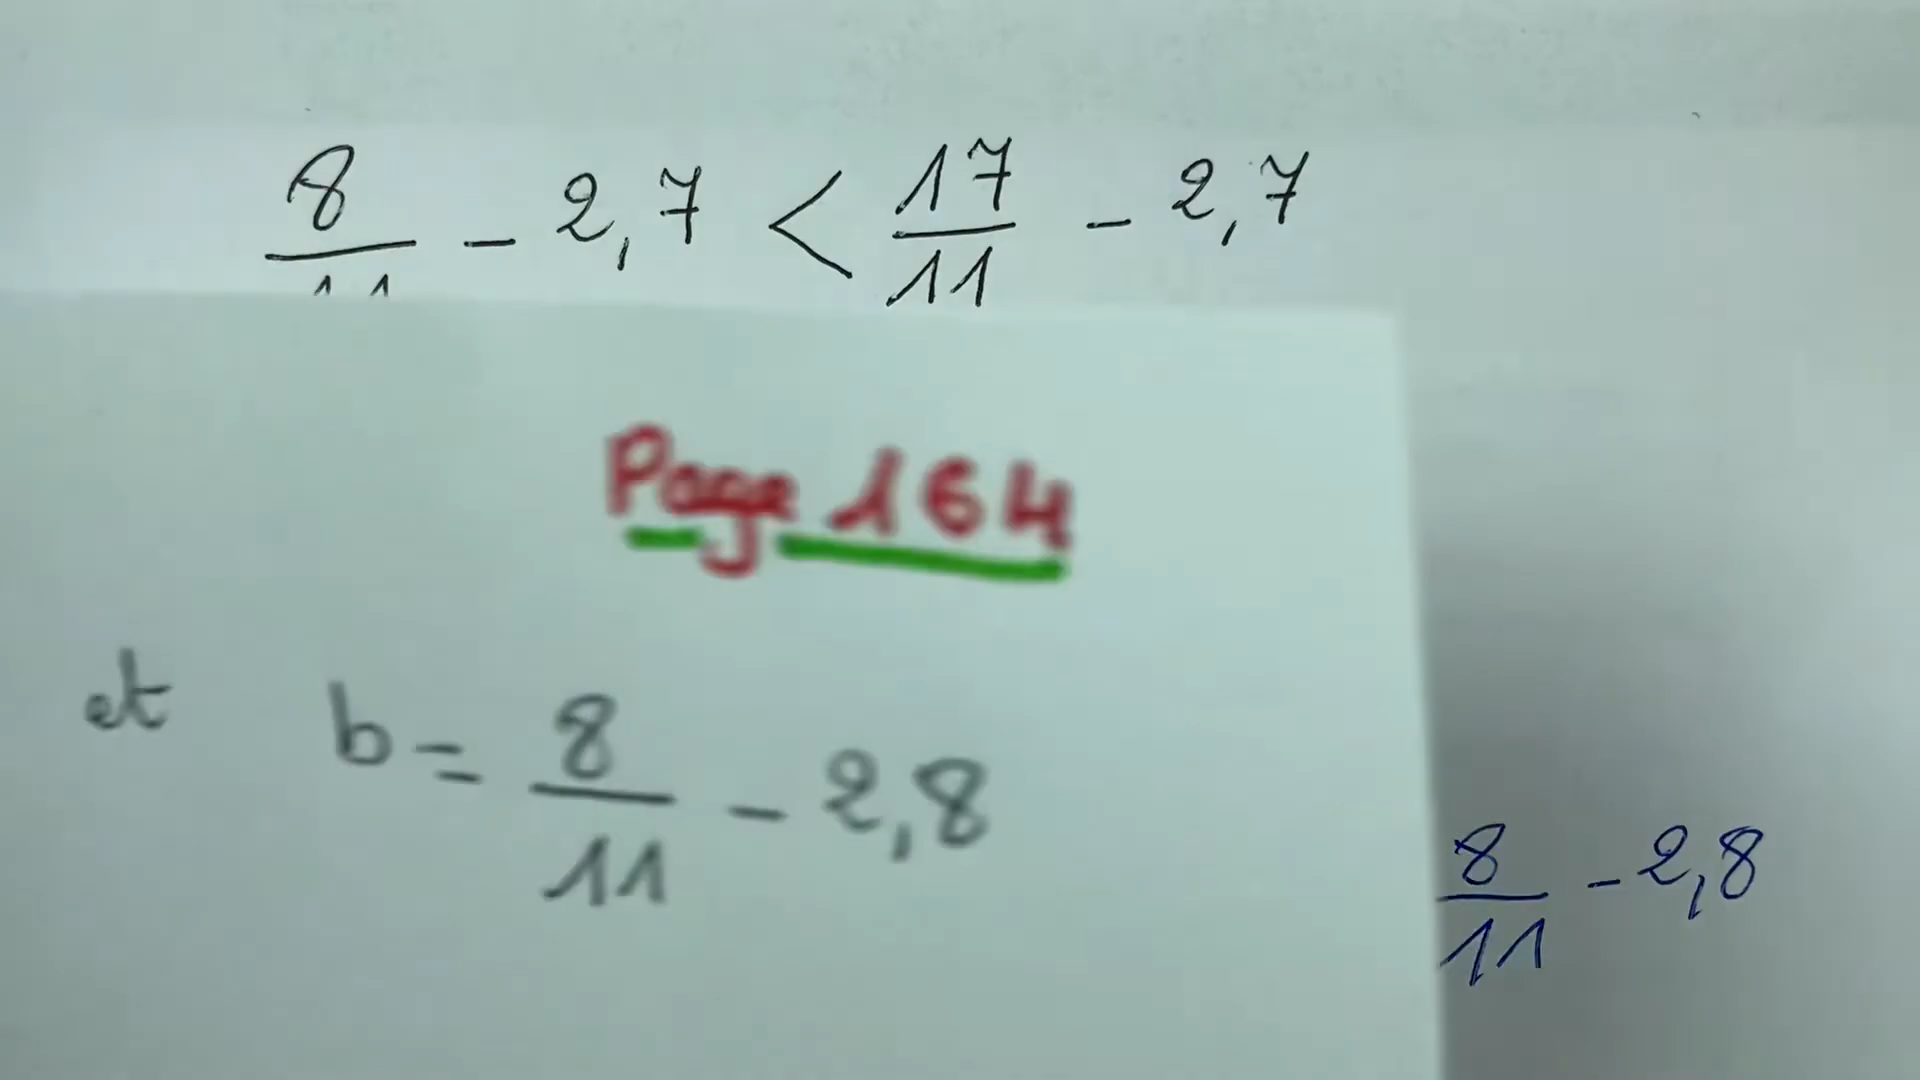 8/11 - 2,7 < 17/11 - 2,7
Page 164
et b = 8/11 - 2,8
8/11 - 2,8